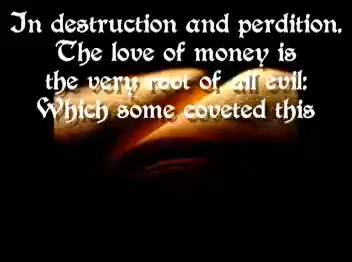 In destruction and perdition.
The love of money is
the very root of all evil:
Which some coveted this